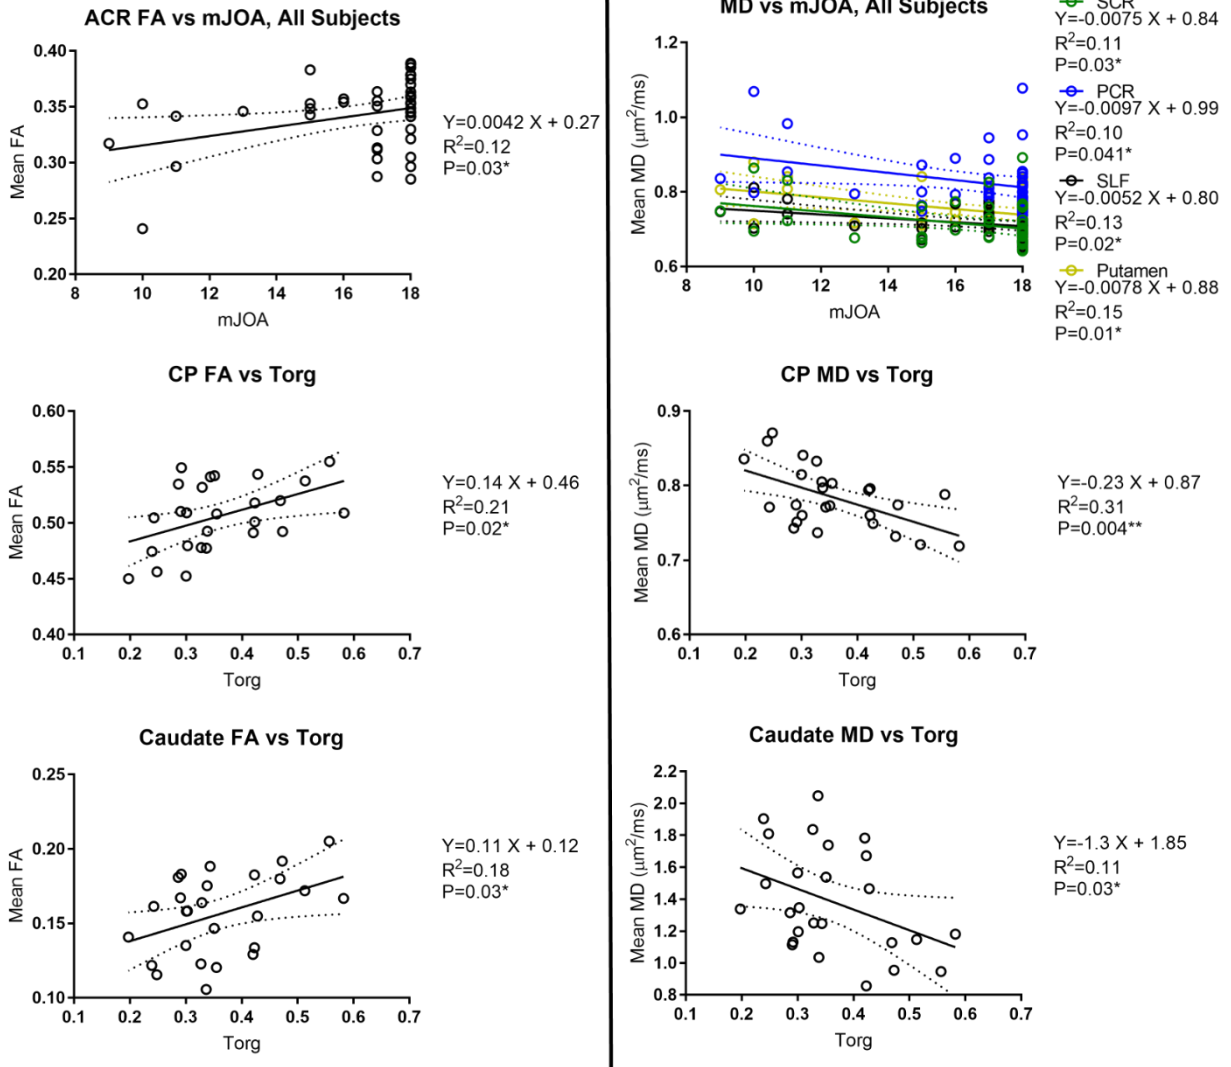 ACR FA vs mJOA, All Subjects
0.40
0.35
0.30
0.25
0.20
Mean FA
8 10 12 14 16 18
mJOA
Y=0.0042 X + 0.27
R²=0.12
P=0.03*
MD vs mJOA, All Subjects
1.2
1.0
0.8
0.6
Mean MD (μm²/ms)
8 10 12 14 16 18
mJOA
SCR
Y=-0.0075 X + 0.84
R²=0.11
P=0.03*
PCR
Y=-0.0097 X + 0.99
R²=0.10
P=0.041*
SLF
Y=-0.0052 X + 0.80
R²=0.13
P=0.02*
Putamen
Y=-0.0078 X + 0.88
R²=0.15
P=0.01*
CP FA vs Torg
0.60
0.55
0.50
0.45
0.40
Mean FA
0.1 0.2 0.3 0.4 0.5 0.6 0.7
Torg
Y=0.14 X + 0.46
R²=0.21
P=0.02*
CP MD vs Torg
0.9
0.8
0.7
0.6
Mean MD (μm²/ms)
0.1 0.2 0.3 0.4 0.5 0.6 0.7
Torg
Y=-0.23 X + 0.87
R²=0.31
P=0.004**
Caudate FA vs Torg
0.25
0.20
0.15
0.10
Mean FA
0.1 0.2 0.3 0.4 0.5 0.6 0.7
Torg
Y=0.11 X + 0.12
R²=0.18
P=0.03*
Caudate MD vs Torg
2.2
2.0
1.8
1.6
1.4
1.2
1.0
0.8
Mean MD (μm²/ms)
0.1 0.2 0.3 0.4 0.5 0.6 0.7
Torg
Y=-1.3 X + 1.85
R²=0.11
P=0.03*